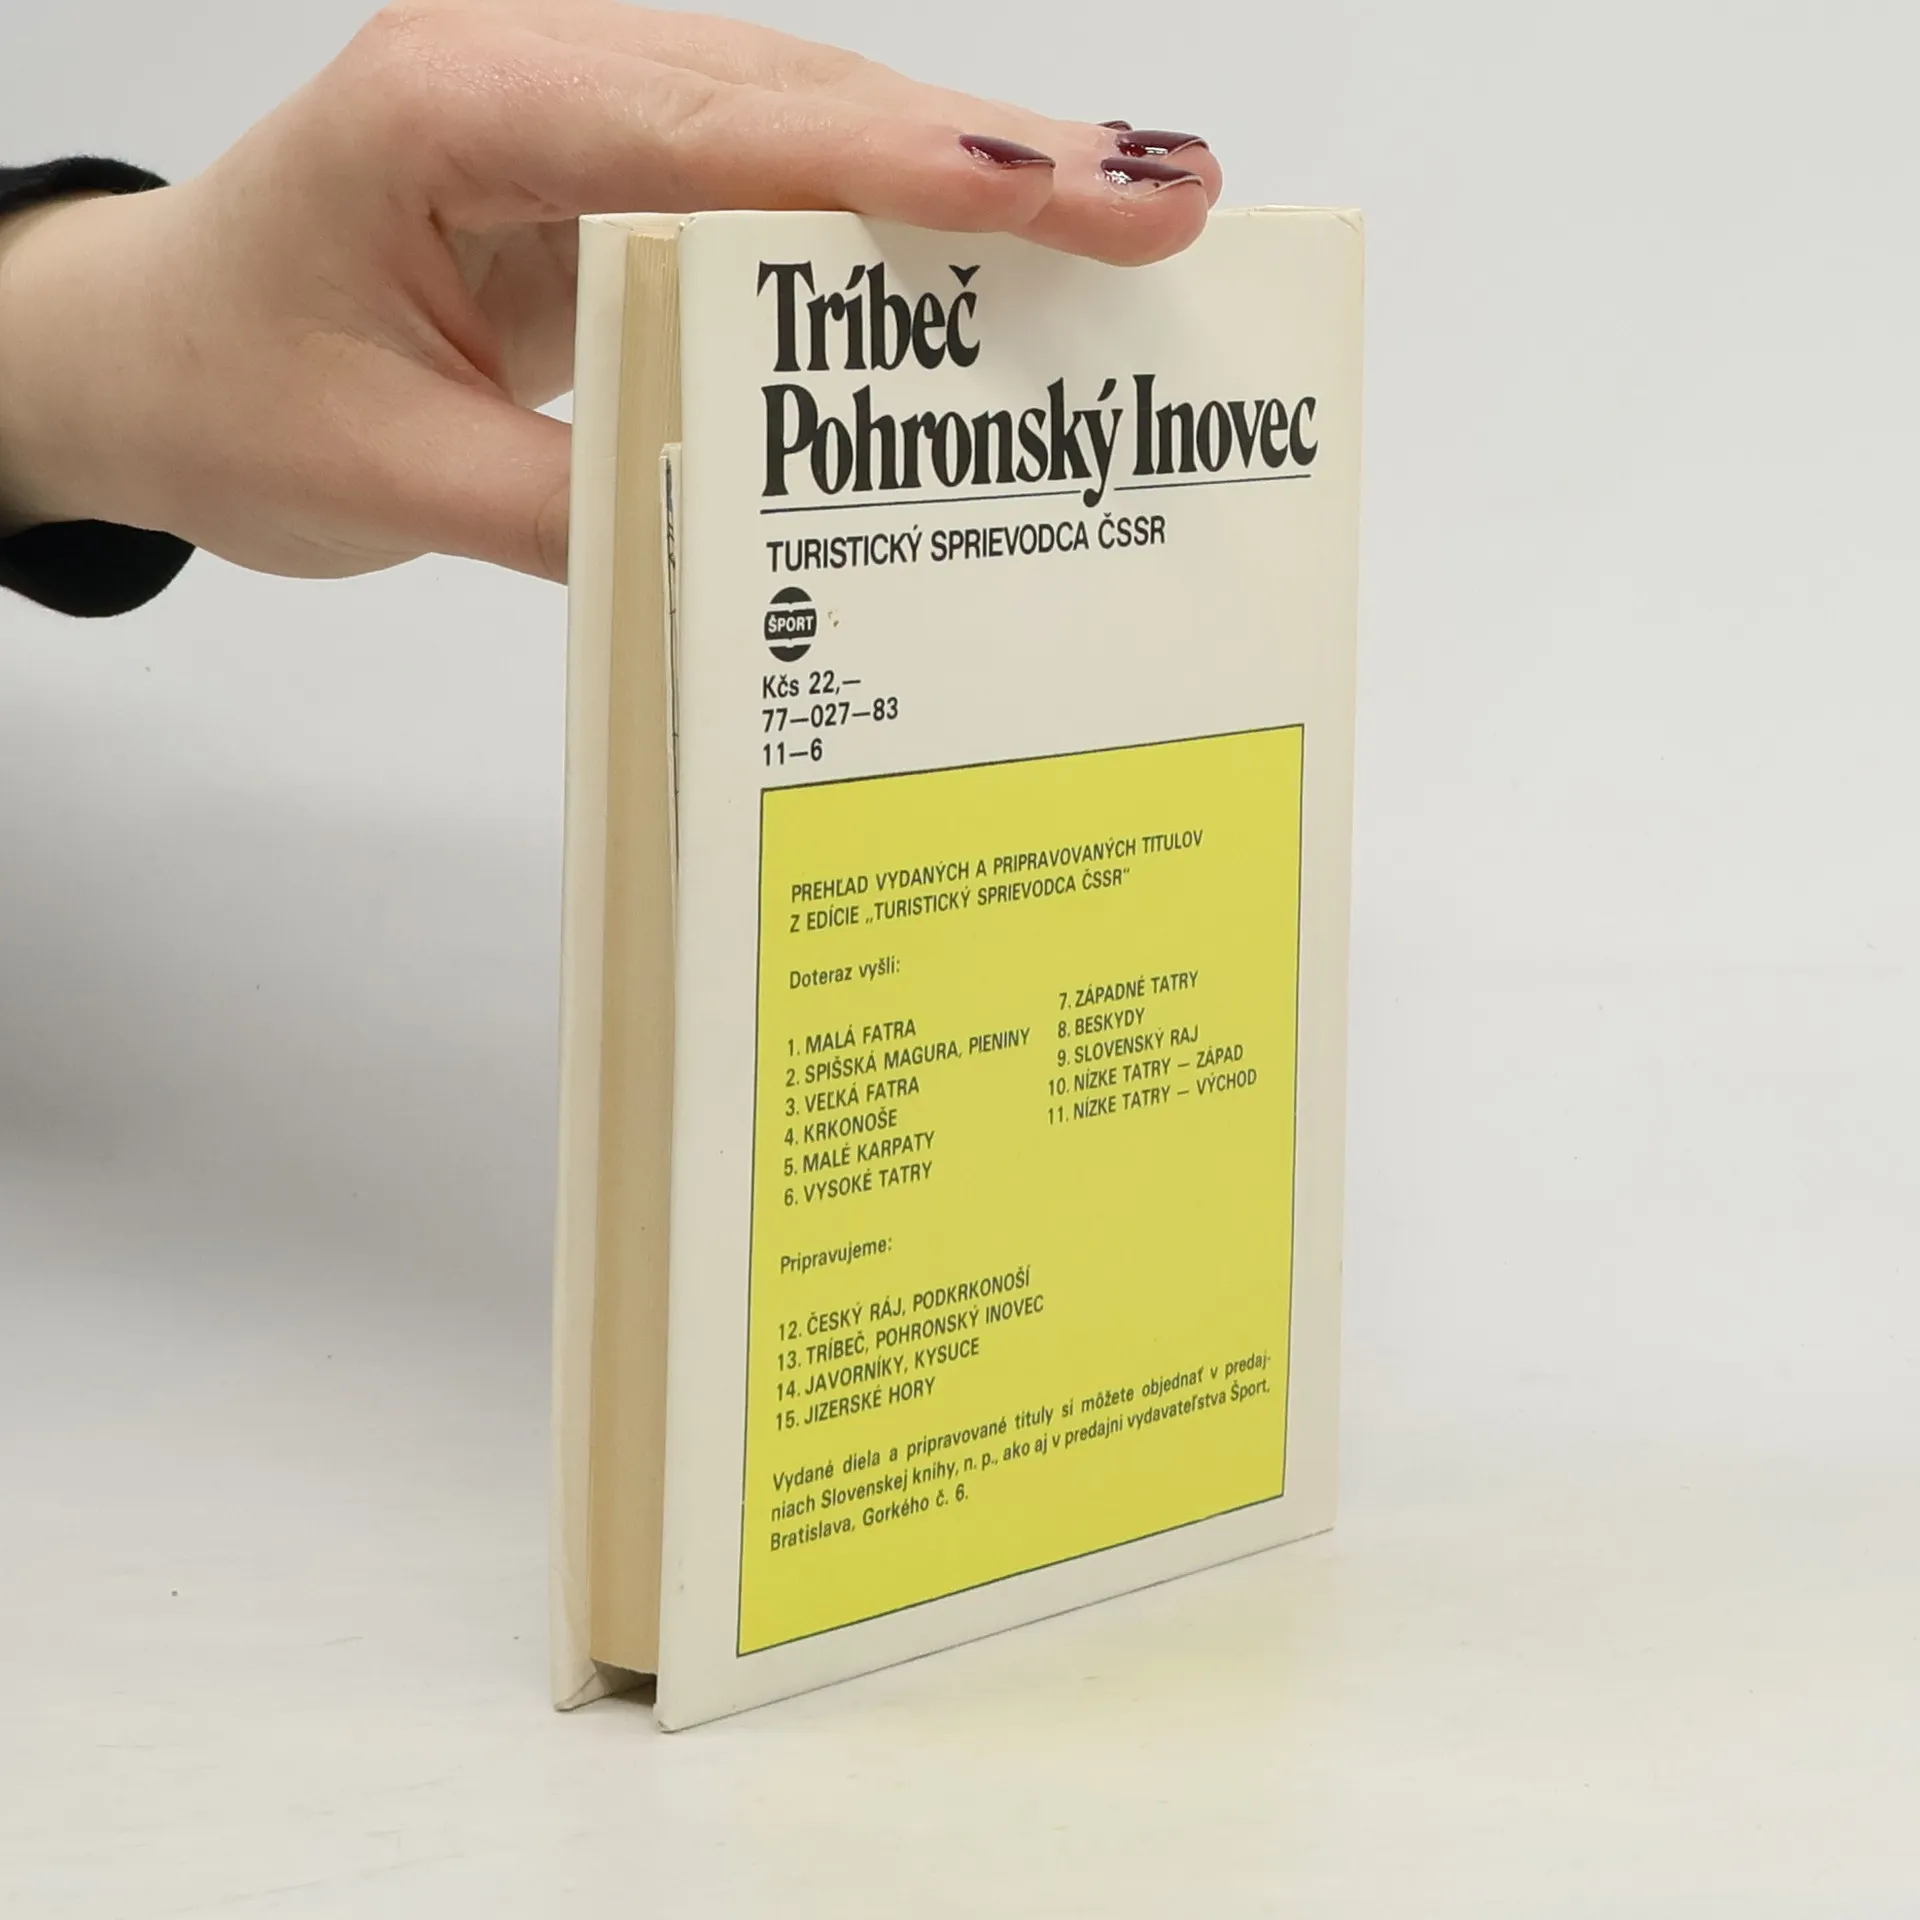 Tríbeč
Pohronský Inovec
TURISTICKÝ SPRIEVODCA ČSSR
ŠPORT
Kčs 22,—
77—027—83
11—6
PREHĽAD VYDANÝCH A PRIPRAVOVANÝCH TITULOV
Z EDÍCIE „TURISTICKÝ SPRIEVODCA ČSSR"
Doteraz vyšli:
1. MALÁ FATRA
2. SPIŠSKÁ MAGURA, PIENINY
3. VEĽKÁ FATRA
4. KRKONOŠE
5. MALÉ KARPATY
6. VYSOKÉ TATRY
7. ZÁPADNÉ TATRY
8. BESKYDY
9. SLOVENSKÝ RAJ
10. NÍZKE TATRY — ZÁPAD
11. NÍZKE TATRY — VÝCHOD
Pripravujeme:
12. ČESKÝ RÁJ, PODKRKONOŠÍ
13. TRÍBEČ, POHRONSKÝ INOVEC
14. JAVORNÍKY, KYSUCE
15. JIZERSKÉ HORY
Vydané diela a pripravované tituly si môžete objednať v predaj-
niach Slovenskej knihy, n. p., ako aj v predajni vydavateľstva Šport,
Bratislava, Gorkého č. 6.